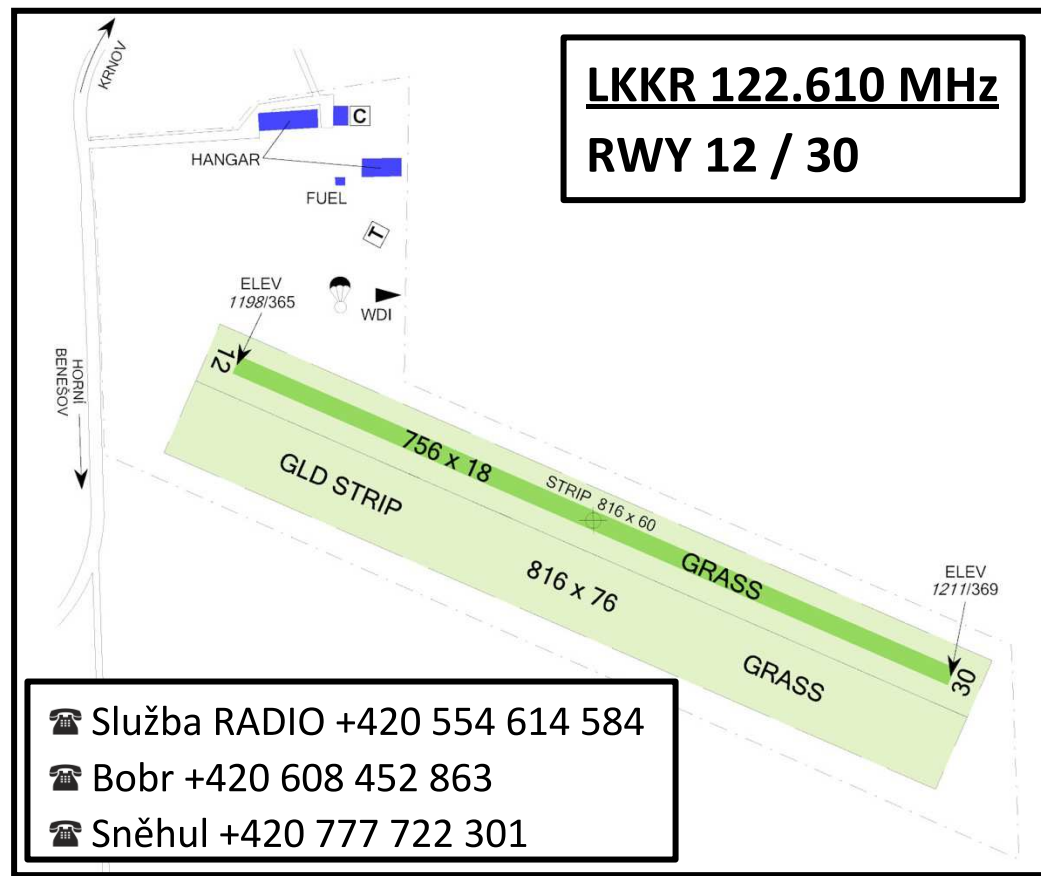 KRNOV
LKKR 122.610 MHz
RWY 12 / 30
C
HANGAR
FUEL
T
ELEV
1198/365
WDI
12
HORNÍ
BENEŠOV
756 x 18
GLD STRIP
STRIP 816 x 60
GRASS
816 x 76
ELEV
1211/369
GRASS
30
☎ Služba RADIO +420 554 614 584
☎ Bobr +420 608 452 863
☎ Sněhul +420 777 722 301